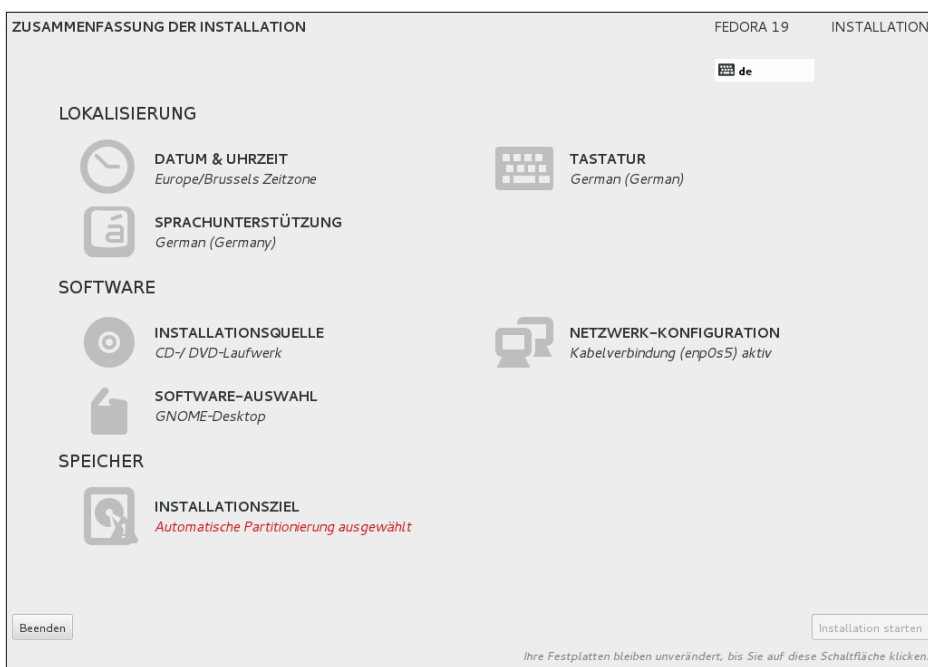 ZUSAMMENFASSUNG DER INSTALLATION
FEDORA 19 INSTALLATION
de
LOKALISIERUNG
DATUM & UHRZEIT
Europe/Brussels Zeitzone
TASTATUR
German (German)
SPRACHUNTERSTÜTZUNG
German (Germany)
SOFTWARE
INSTALLATIONSQUELLE
CD-/ DVD-Laufwerk
NETZWERK-KONFIGURATION
Kabelverbindung (enp0s5) aktiv
SOFTWARE-AUSWAHL
GNOME-Desktop
SPEICHER
INSTALLATIONSZIEL
Automatische Partitionierung ausgewählt
Beenden
Installation starten
Ihre Festplatten bleiben unverändert, bis Sie auf diese Schaltfläche klicken.